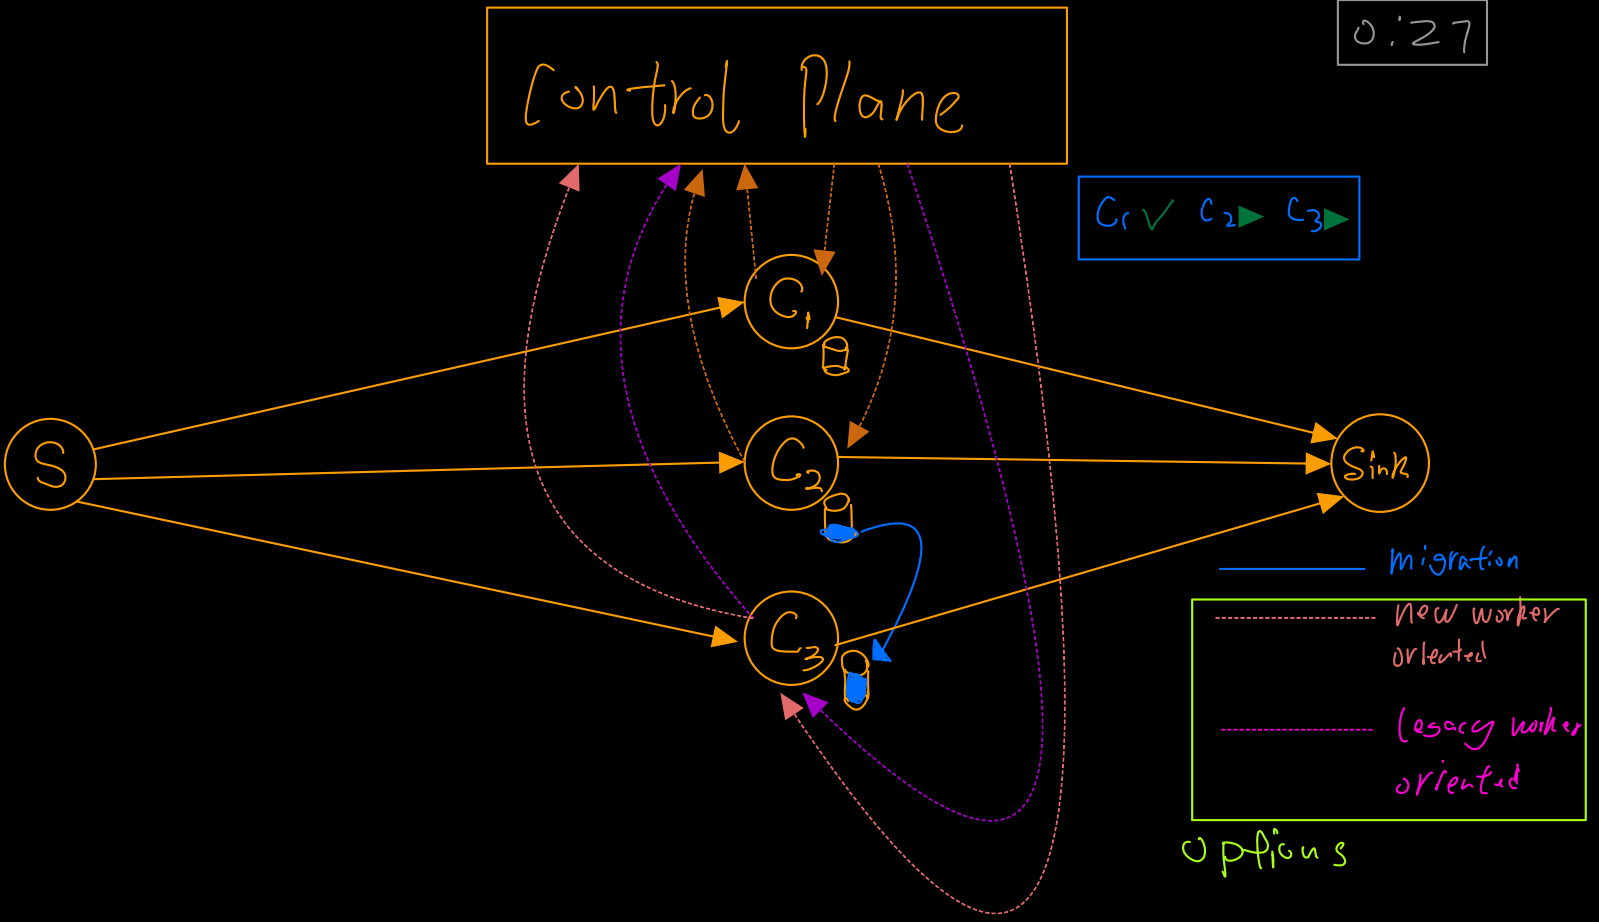 0:27
Control Plane
C1 ✓ C2 ▶ C3 ▶
C1
S
C2
Sink
C3
migration
new worker
oriented
legacy worker
oriented
options